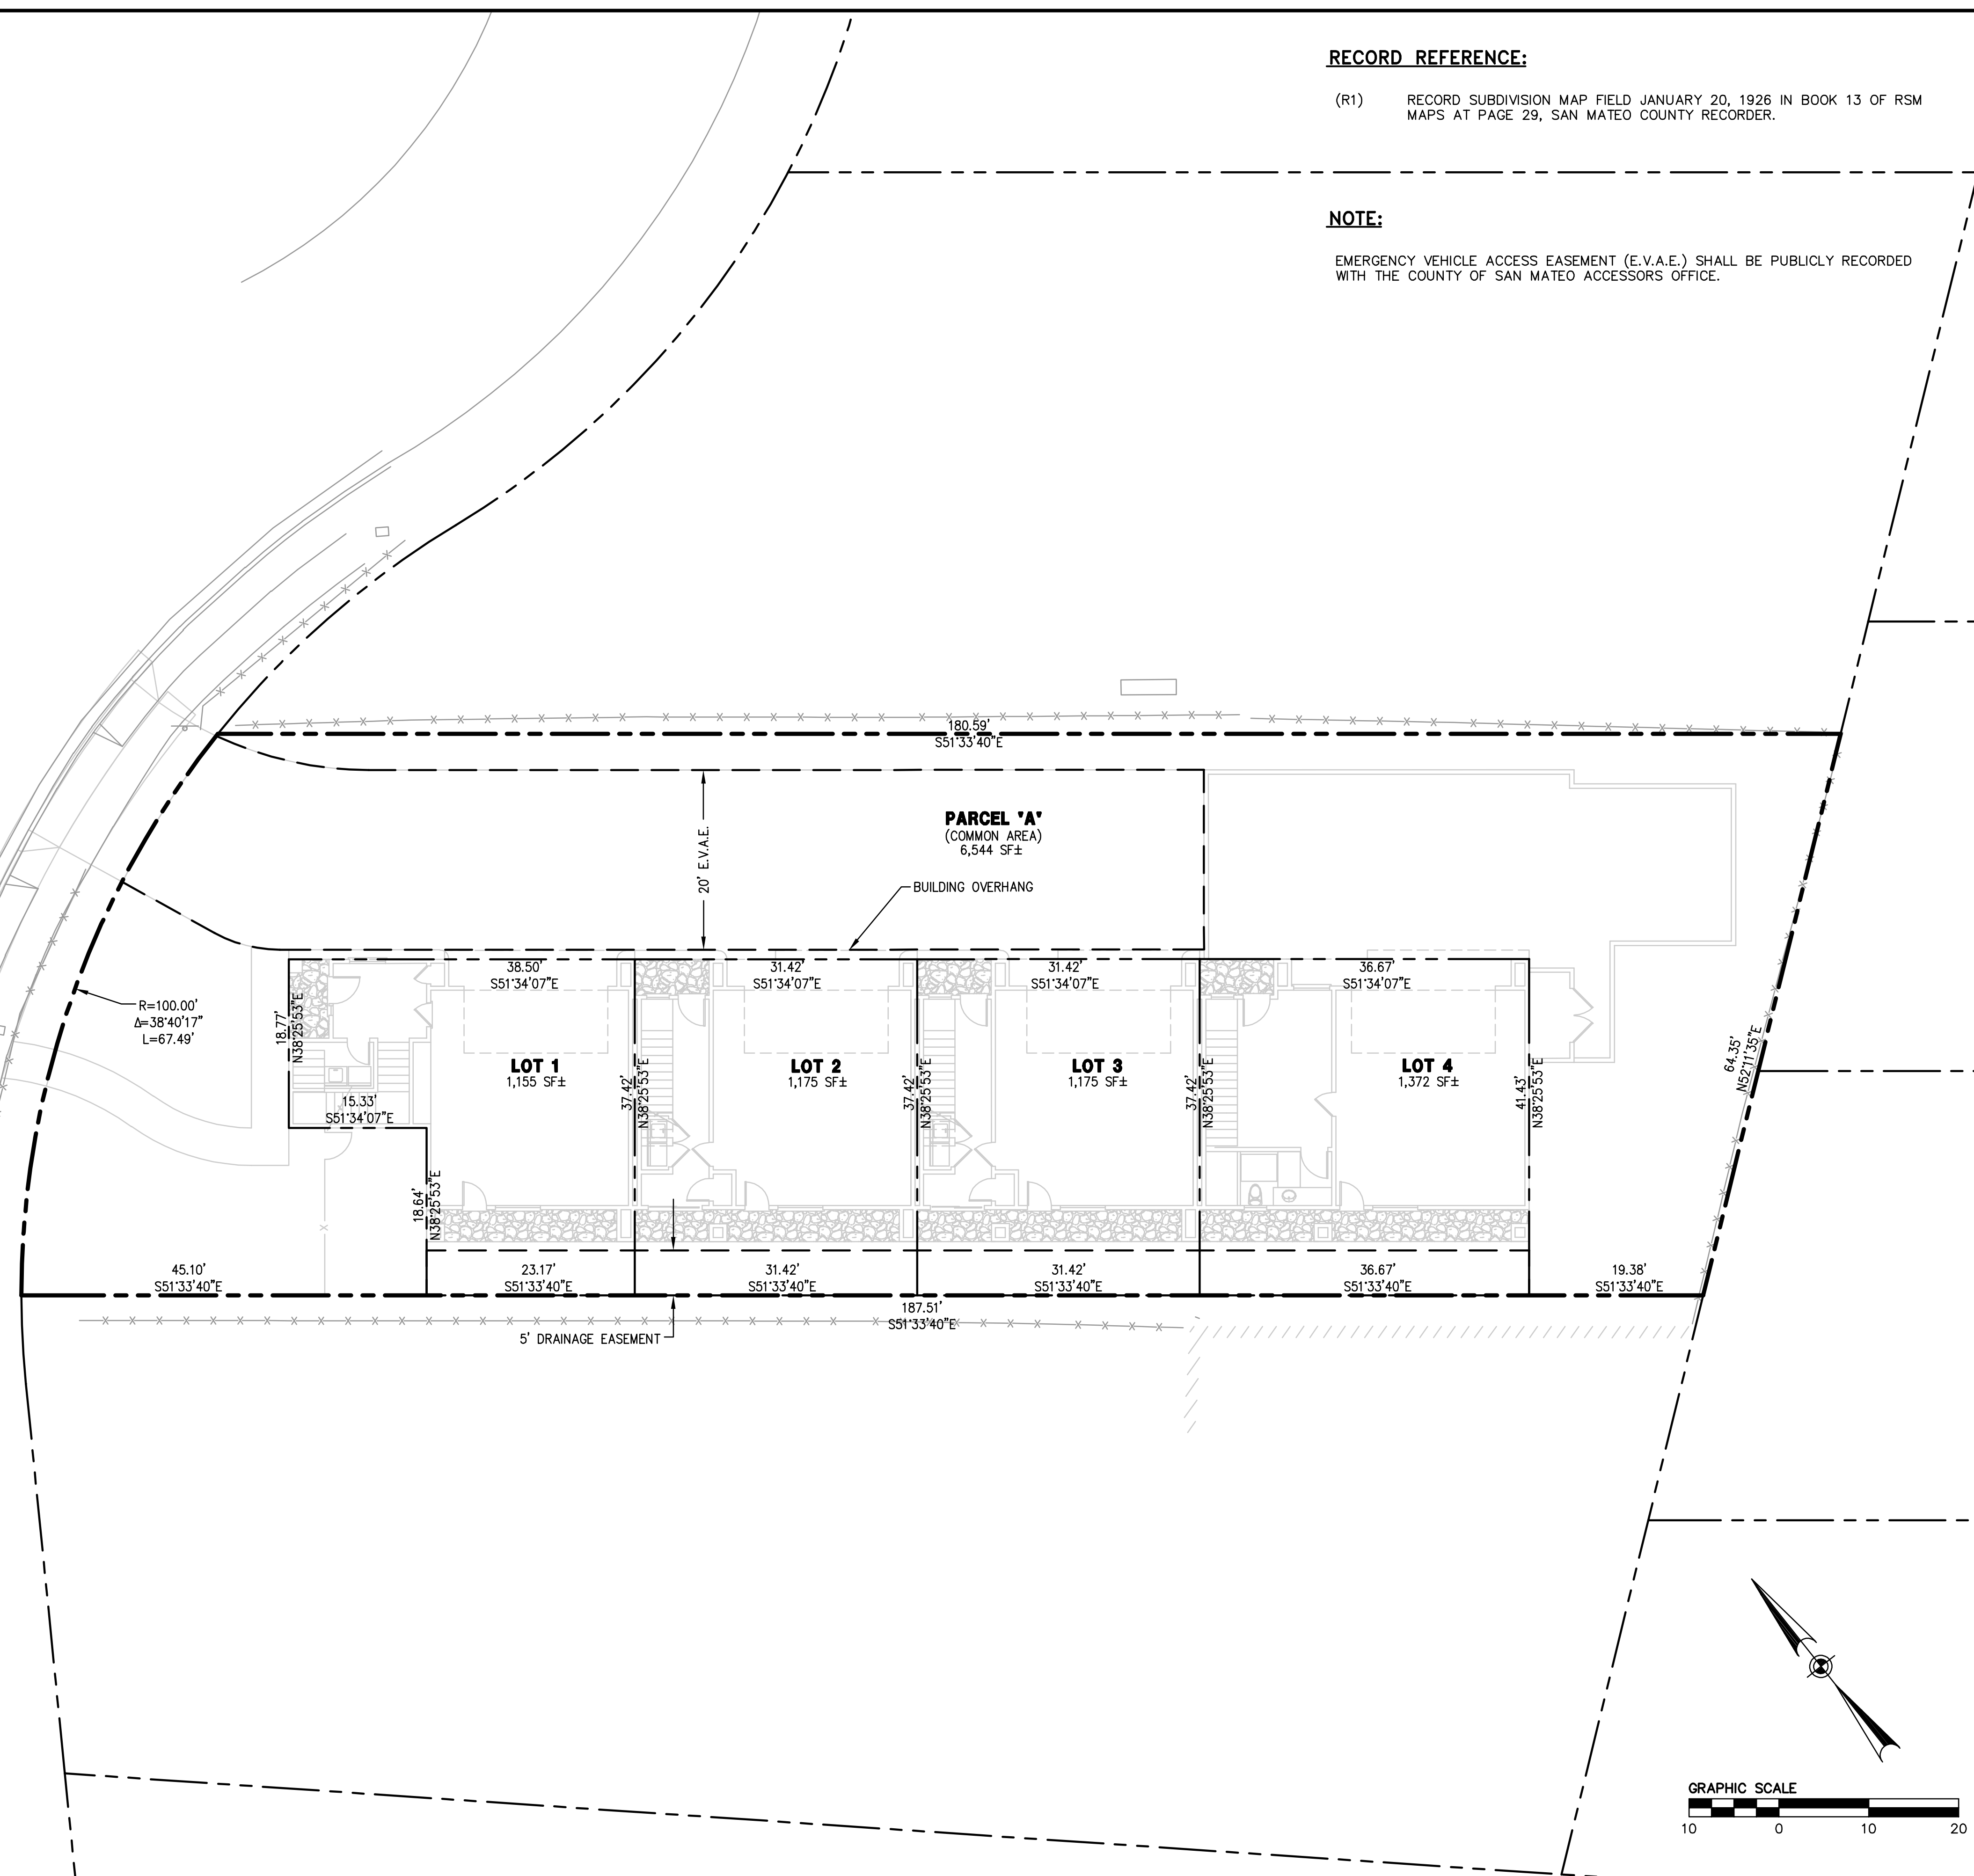 RECORD REFERENCE:
(R1) RECORD SUBDIVISION MAP FIELD JANUARY 20, 1926 IN BOOK 13 OF RSM
MAPS AT PAGE 29, SAN MATEO COUNTY RECORDER.
NOTE:
EMERGENCY VEHICLE ACCESS EASEMENT (E.V.A.E.) SHALL BE PUBLICLY RECORDED
WITH THE COUNTY OF SAN MATEO ACCESSORS OFFICE.
180.59'
S51°33'40"E
20' E.V.A.E.
PARCEL "A"
(COMMON AREA)
6,544 SF±
BUILDING OVERHANG
R=100.00'
Δ=38°40'17"
L=67.49'
38.50'
S51°34'07"E
31.42'
S51°34'07"E
31.42'
S51°34'07"E
36.67'
S51°34'07"E
18.77'
N38°25'53"E
LOT 1
1,155 SF±
37.42'
N38°25'53"E
LOT 2
1,175 SF±
37.42'
N38°25'53"E
LOT 3
1,175 SF±
37.42'
N38°25'53"E
LOT 4
1,372 SF±
41.43'
N38°25'53"E
64.35'
N52°11'35"E
15.33'
S51°34'07"E
18.64'
N38°25'53"E
45.10'
S51°33'40"E
23.17'
S51°33'40"E
31.42'
S51°33'40"E
31.42'
S51°33'40"E
36.67'
S51°33'40"E
19.38'
S51°33'40"E
187.51'
S51°33'40"E
5' DRAINAGE EASEMENT
GRAPHIC SCALE
10 0 10 20